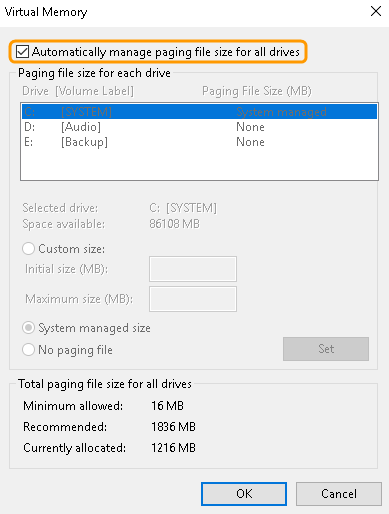 Virtual Memory
Automatically manage paging file size for all drives
Paging file size for each drive
Drive [Volume Label] Paging File Size (MB)
C: [SYSTEM] System managed
D: [Audio] None
E: [Backup] None
Selected drive: C: [SYSTEM]
Space available: 86108 MB
Custom size:
Initial size (MB):
Maximum size (MB):
System managed size
No paging file
Set
Total paging file size for all drives
Minimum allowed: 16 MB
Recommended: 1836 MB
Currently allocated: 1216 MB
OK Cancel